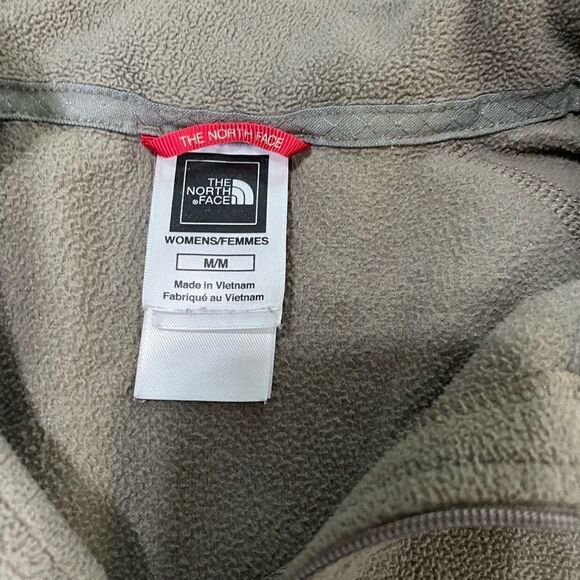 THE NORTH FACE
THE
NORTH
®FACE
WOMENS/FEMMES
M/M
Made in Vietnam
Fabriqué au Vietnam